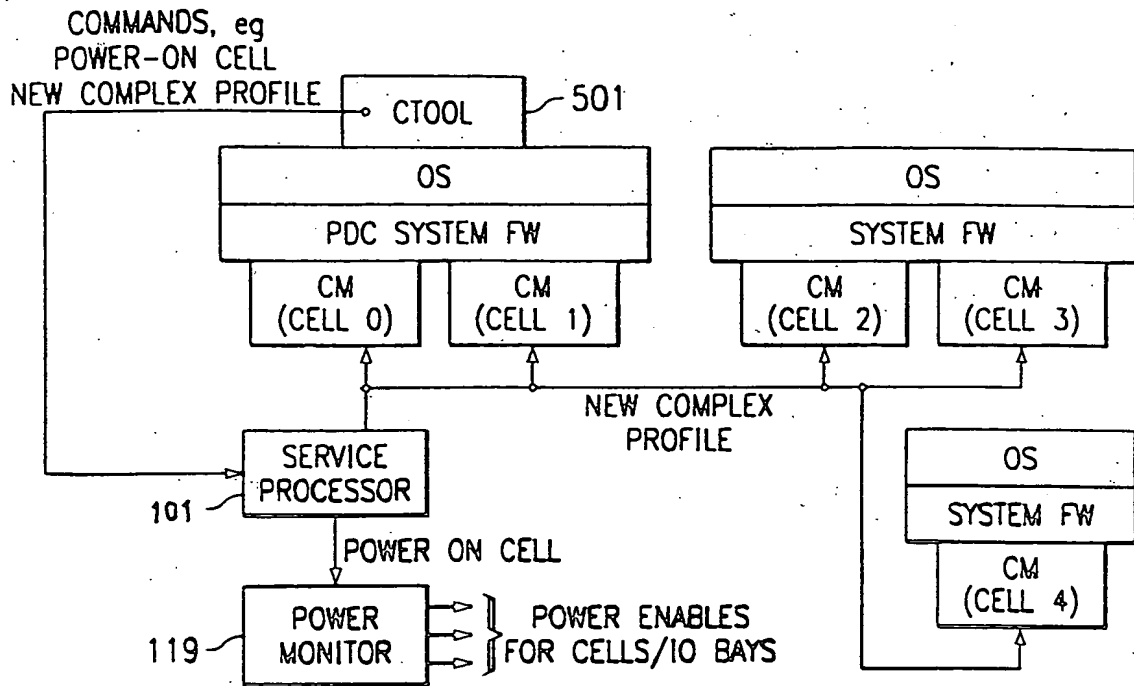 COMMANDS, eg
POWER-ON CELL
NEW COMPLEX PROFILE
CTOOL
501
OS
PDC SYSTEM FW
CM
(CELL 0)
CM
(CELL 1)
OS
SYSTEM FW
CM
(CELL 2)
CM
(CELL 3)
NEW COMPLEX
PROFILE
SERVICE
PROCESSOR
101
OS
SYSTEM FW
CM
(CELL 4)
POWER ON CELL
POWER
MONITOR
119
POWER ENABLES
FOR CELLS/IO BAYS